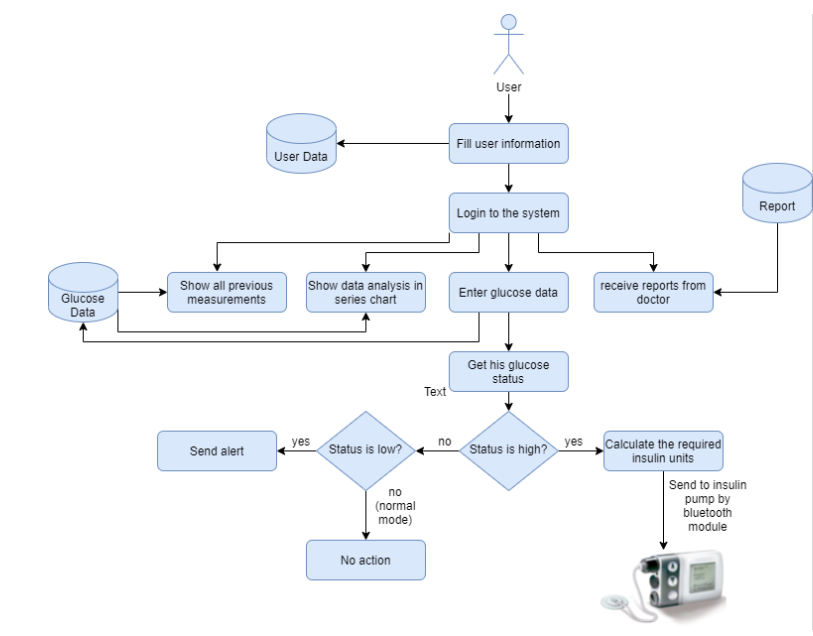 User
Fill user information
User Data
Login to the system
Report
Glucose
Data
Show all previous
measurements
Show data analysis in
series chart
Enter glucose data
receive reports from
doctor
Get his glucose
status
Text
Send alert
yes
Status is low?
no
Status is high?
yes
Calculate the required
insulin units
no
(normal
mode)
Send to insulin
pump by
bluetooth
module
No action